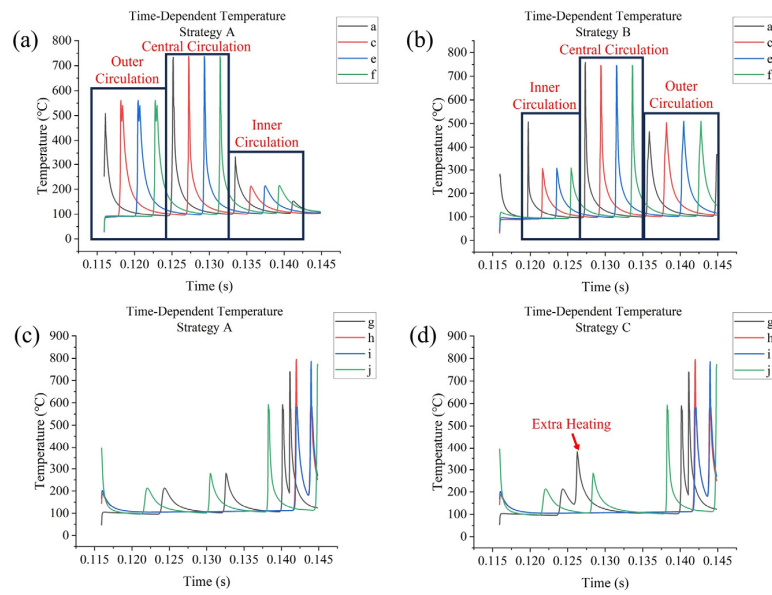 (a)
Time-Dependent Temperature
Strategy A
Central Circulation
Outer
Circulation
Inner
Circulation
a
c
e
f
800
700
600
500
400
300
200
100
0
Temperature (℃)
0.115 0.120 0.125 0.130 0.135 0.140 0.145
Time (s)
(b)
Time-Dependent Temperature
Strategy B
Central Circulation
Inner
Circulation
Outer Circulation
a
c
e
f
800
700
600
500
400
300
200
100
0
Temperature (℃)
0.115 0.120 0.125 0.130 0.135 0.140 0.145
Time (s)
(c)
Time-Dependent Temperature
Strategy A
g
h
i
j
900
800
700
600
500
400
300
200
100
0
Temperature (℃)
0.115 0.120 0.125 0.130 0.135 0.140 0.145
Time (s)
(d)
Time-Dependent Temperature
Strategy C
Extra Heating
g
h
i
j
900
800
700
600
500
400
300
200
100
0
Temperature (℃)
0.115 0.120 0.125 0.130 0.135 0.140 0.145
Time (s)